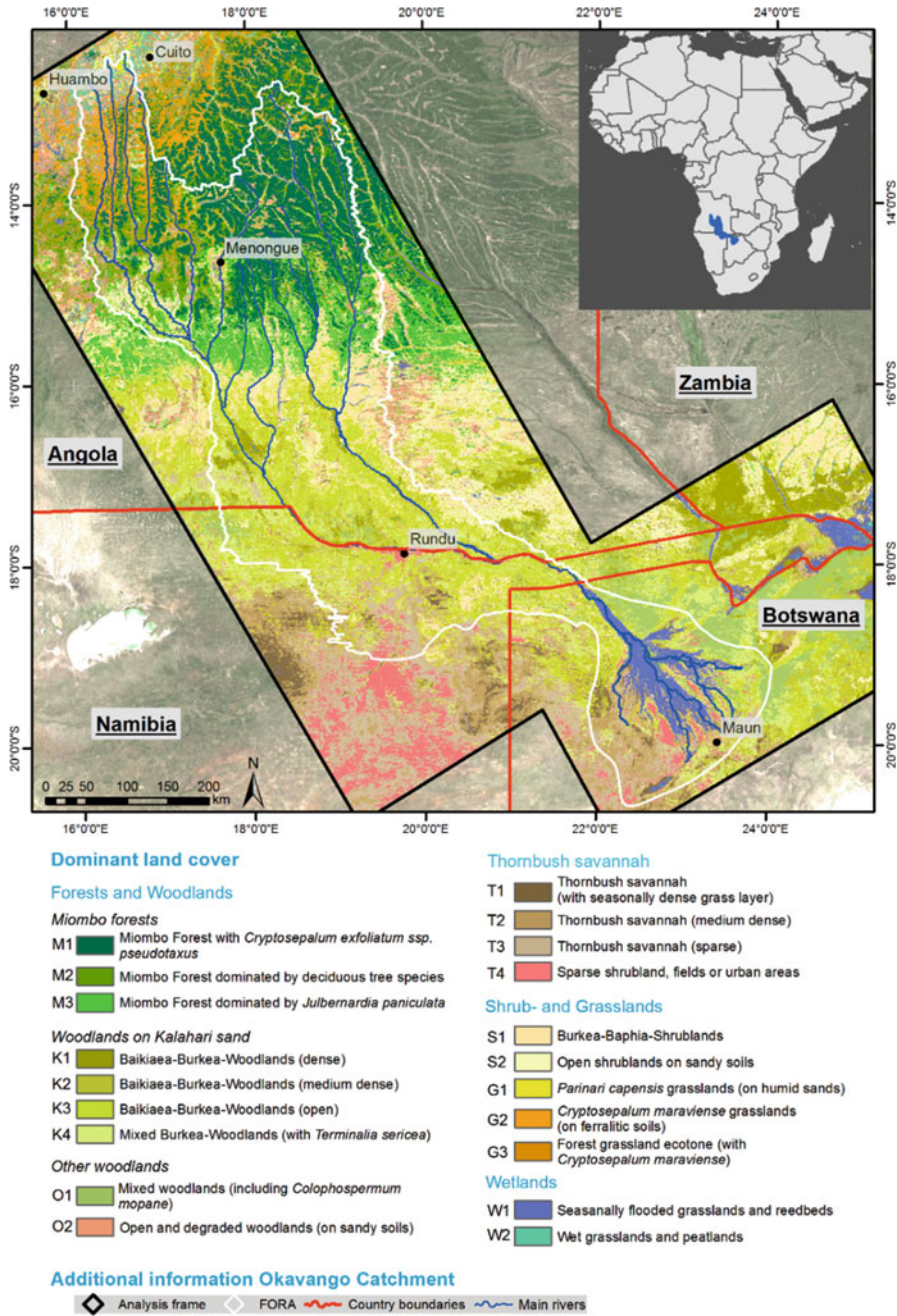 16°0'0"E 18°0'0"E 20°0'0"E 22°0'0"E 24°0'0"E
Cuito
Huambo
14°0'0"S
14°0'0"S
Menongue
16°0'0"S
16°0'0"S
Zambia
Angola
Rundu
18°0'0"S
18°0'0"S
Botswana
Namibia
Maun
20°0'0"S
20°0'0"S
N
0 25 50 100 150 200
km
16°0'0"E 18°0'0"E 20°0'0"E 22°0'0"E 24°0'0"E
Dominant land cover
Forests and Woodlands
Miombo forests
M1 Miombo Forest with Cryptosepalum exfoliatum ssp.
pseudotaxus
M2 Miombo Forest dominated by deciduous tree species
M3 Miombo Forest dominated by Julbernardia paniculata
Woodlands on Kalahari sand
K1 Baikiaea-Burkea-Woodlands (dense)
K2 Baikiaea-Burkea-Woodlands (medium dense)
K3 Baikiaea-Burkea-Woodlands (open)
K4 Mixed Burkea-Woodlands (with Terminalia sericea)
Other woodlands
O1 Mixed woodlands (including Colophospermum
mopane)
O2 Open and degraded woodlands (on sandy soils)
Thornbush savannah
T1 Thornbush savannah
(with seasonally dense grass layer)
T2 Thornbush savannah (medium dense)
T3 Thornbush savannah (sparse)
T4 Sparse shrubland, fields or urban areas
Shrub- and Grasslands
S1 Burkea-Baphia-Shrublands
S2 Open shrublands on sandy soils
G1 Parinari capensis grasslands (on humid sands)
G2 Cryptosepalum maraviense grasslands
(on ferralitic soils)
G3 Forest grassland ecotone (with
Cryptosepalum maraviense)
Wetlands
W1 Seasanally flooded grasslands and reedbeds
W2 Wet grasslands and peatlands
Additional information Okavango Catchment
Analysis frame FORA Country boundaries Main rivers